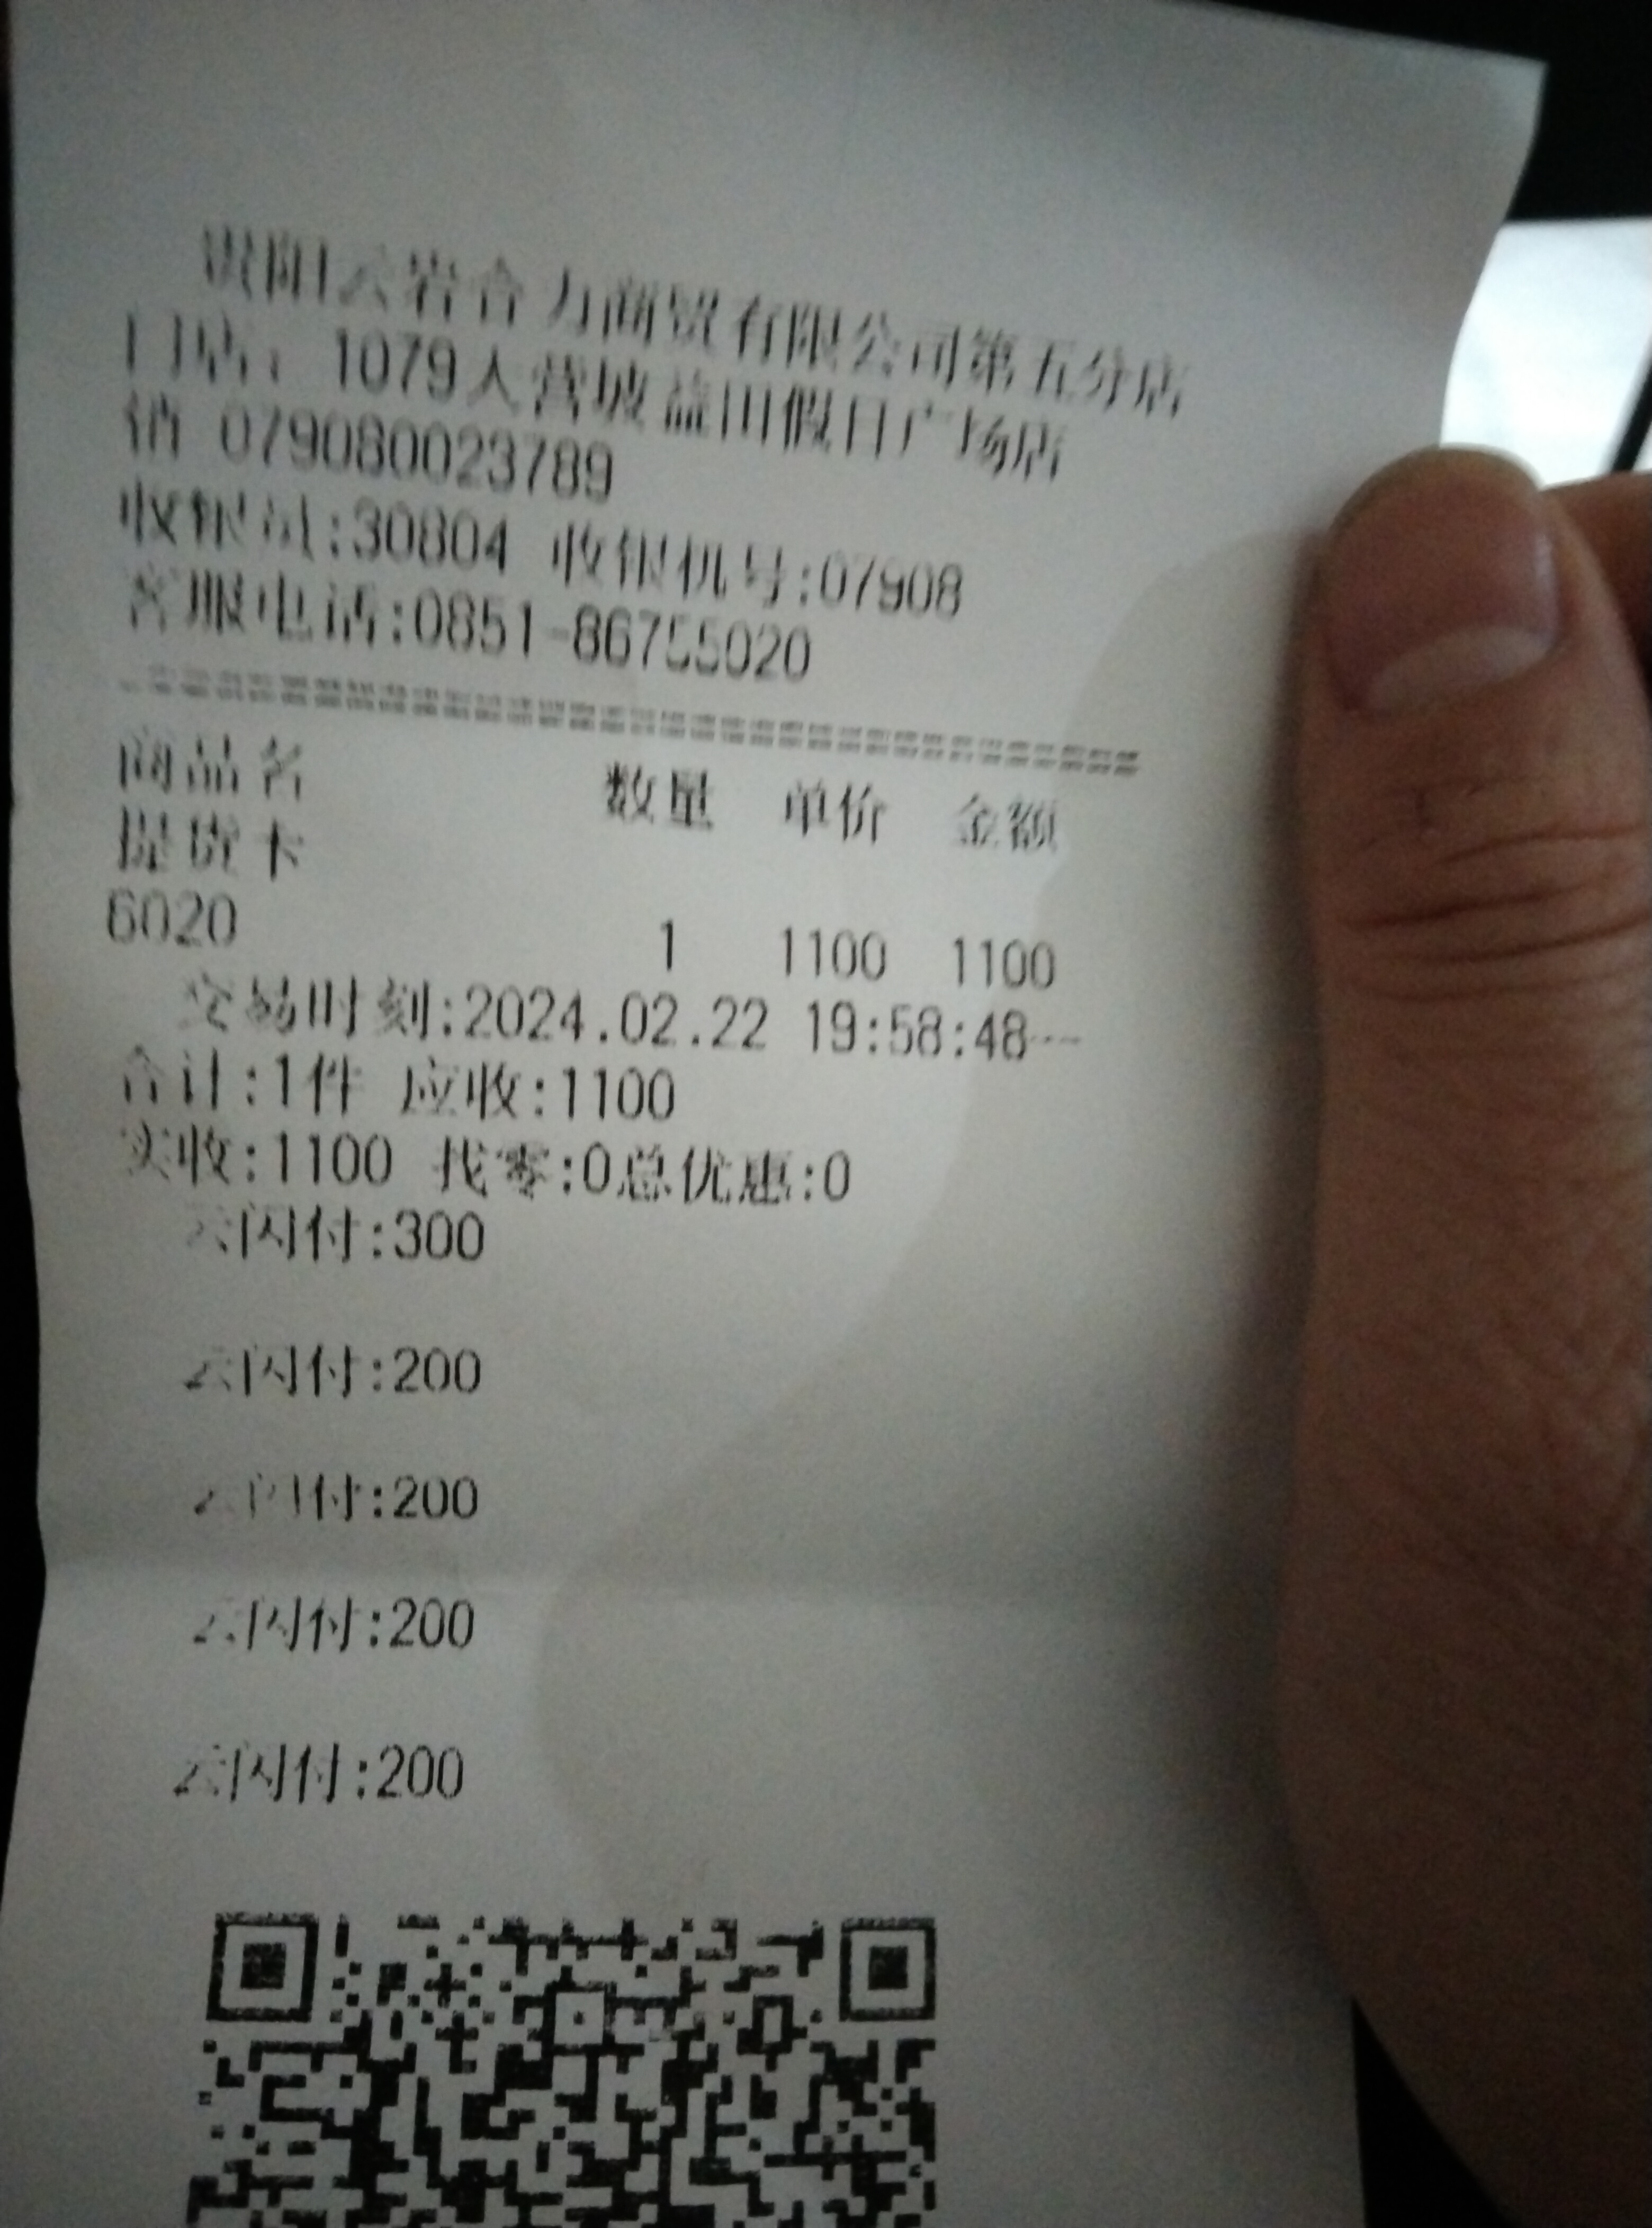 贵阳云岩合力商贸有限公司第五分店
门店：1079大营坡益田假日广场店
销 079080023789
收银员:30804 收银机号:07908
客服电话:0851-86755020
商品名 数量 单价 金额
提货卡
6020 1 1100 1100
交易时刻:2024.02.22 19:58:48---
合计:1件 应收:1100
实收:1100 找零:0总优惠:0
云闪付:300
云闪付:200
云闪付:200
云闪付:200
云闪付:200